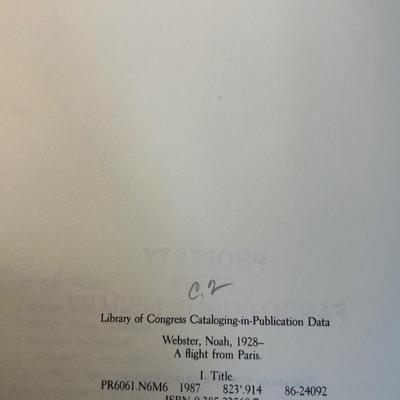 PROPERTY
c.2
Library of Congress Cataloging-in-Publication Data
Webster, Noah, 1928–
A flight from Paris.
I. Title.
PR6061.N6M6 1987 823'.914 86-24092